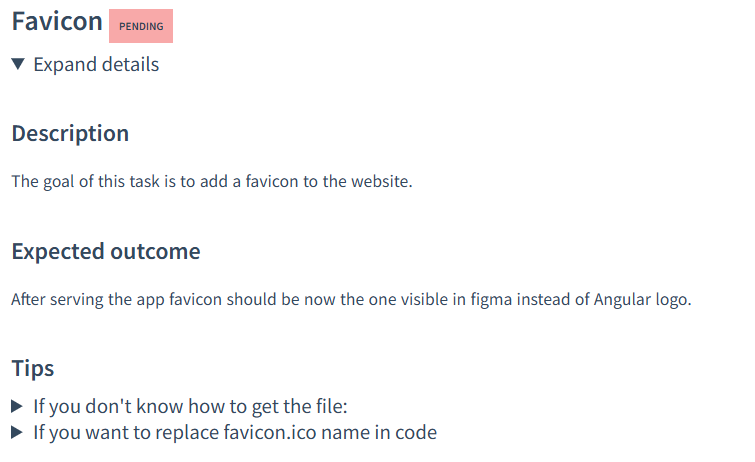 Favicon PENDING
Expand details
Description
The goal of this task is to add a favicon to the website.
Expected outcome
After serving the app favicon should be now the one visible in figma instead of Angular logo.
Tips
If you don't know how to get the file:
If you want to replace favicon.ico name in code